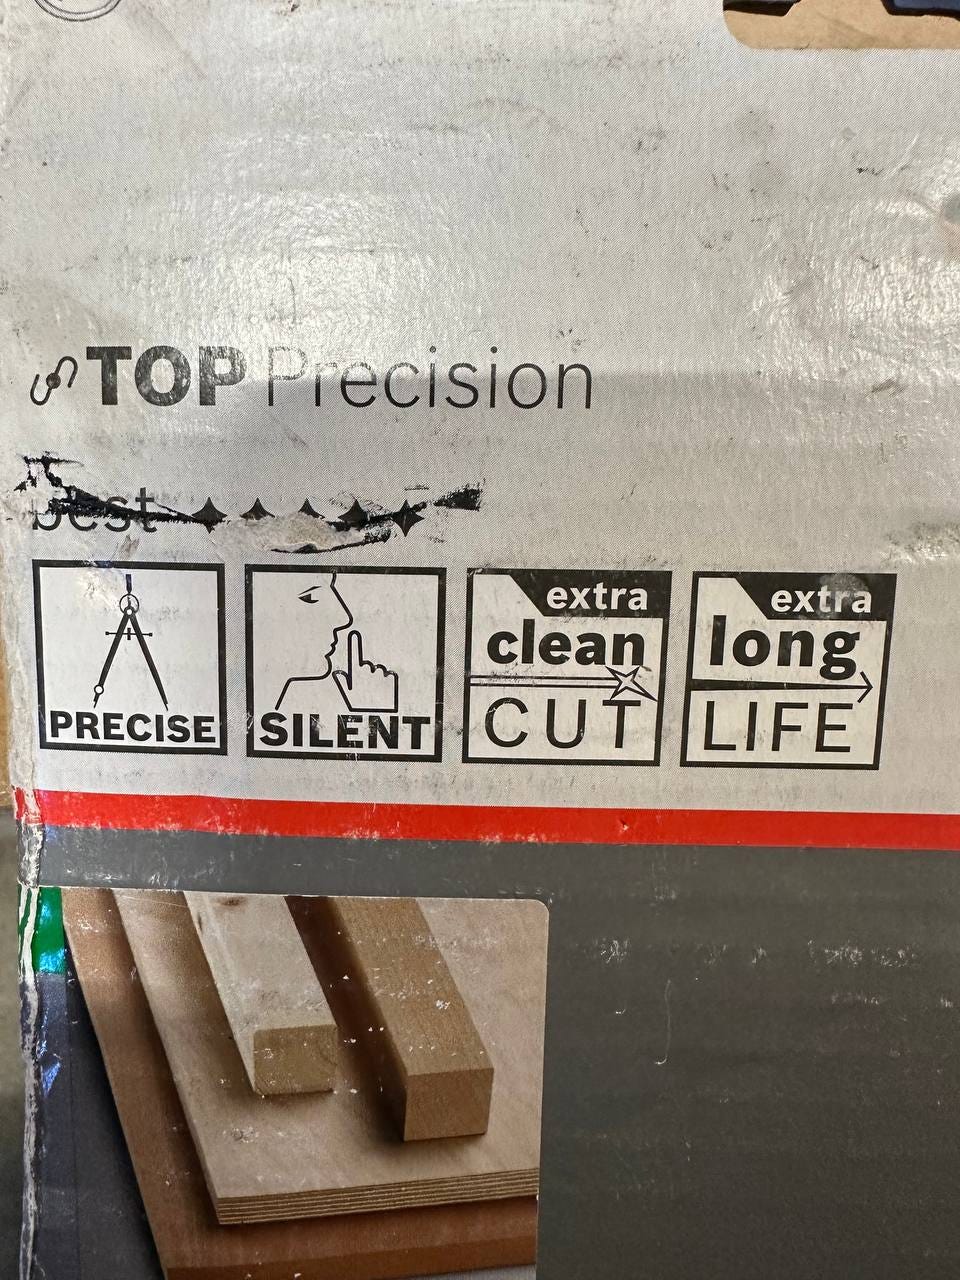 TOP Precision
best
PRECISE
SILENT
extra
clean
CUT
extra
long
LIFE